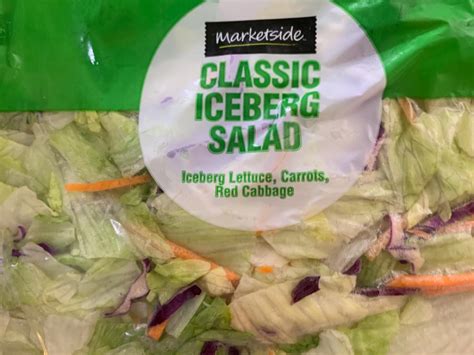 marketside.
CLASSIC
ICEBERG
SALAD
Iceberg Lettuce, Carrots,
Red Cabbage